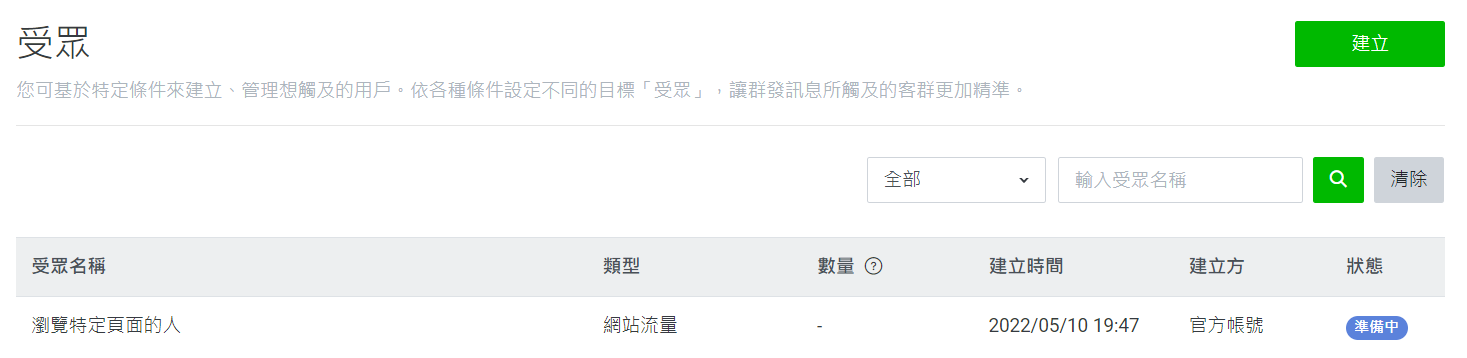 受眾
建立
您可基於特定條件來建立、管理想觸及的用戶。依各種條件設定不同的目標「受眾」，讓群發訊息所觸及的客群更加精準。
全部 輸入受眾名稱 清除
受眾名稱 類型 數量 ? 建立時間 建立方 狀態
瀏覽特定頁面的人 網站流量 - 2022/05/10 19:47 官方帳號 準備中